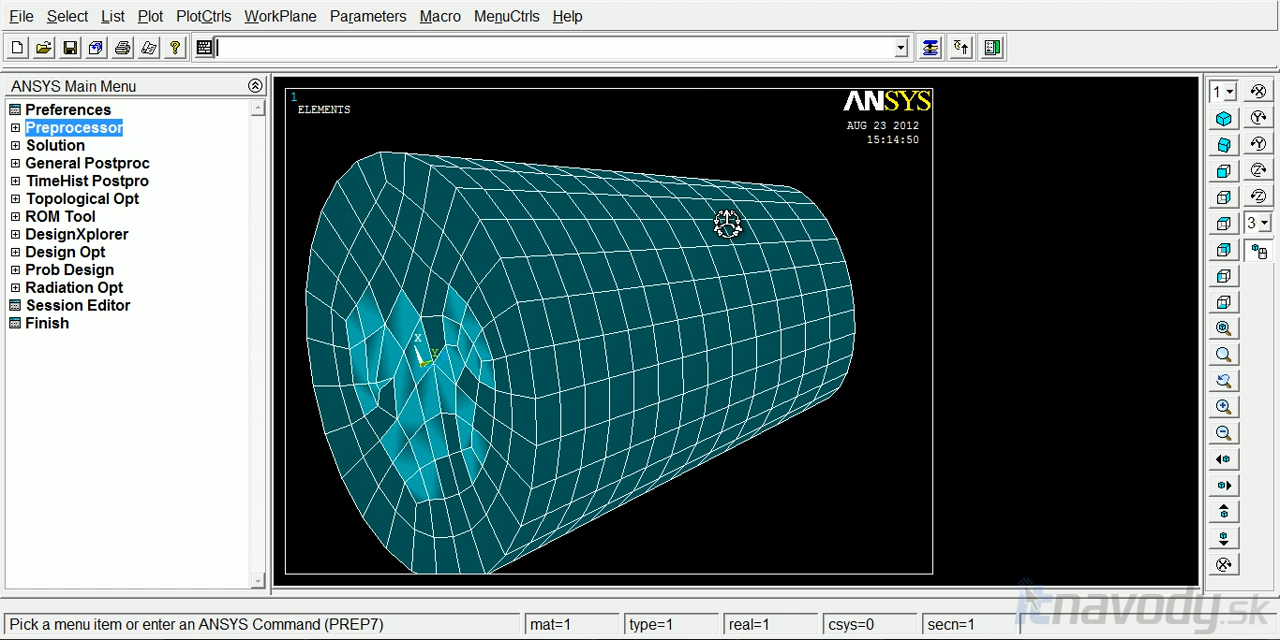 File Select List Plot PlotCtrls WorkPlane Parameters Macro MenuCtrls Help
ANSYS Main Menu
Preferences
Preprocessor
Solution
General Postproc
TimeHist Postpro
Topological Opt
ROM Tool
DesignXplorer
Design Opt
Prob Design
Radiation Opt
Session Editor
Finish
1
ELEMENTS
ANSYS
AUG 23 2012
15:14:50
X
Y
1
3
Pick a menu item or enter an ANSYS Command (PREP7) mat=1 type=1 real=1 csys=0 secn=1
itnavody.sk